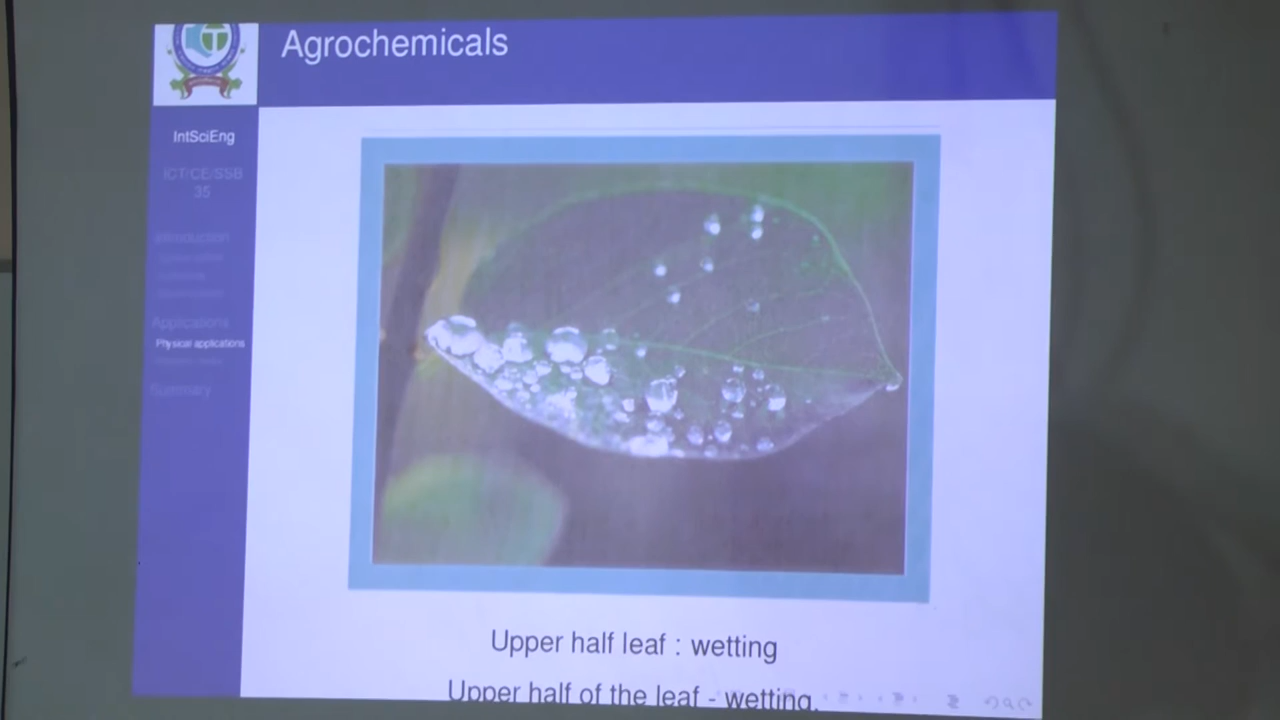 Agrochemicals
IntSciEng
ICT/CE/SSB
35
Introduction
Applications
Physical applications
Summary
Upper half leaf : wetting
Upper half of the leaf - wetting.